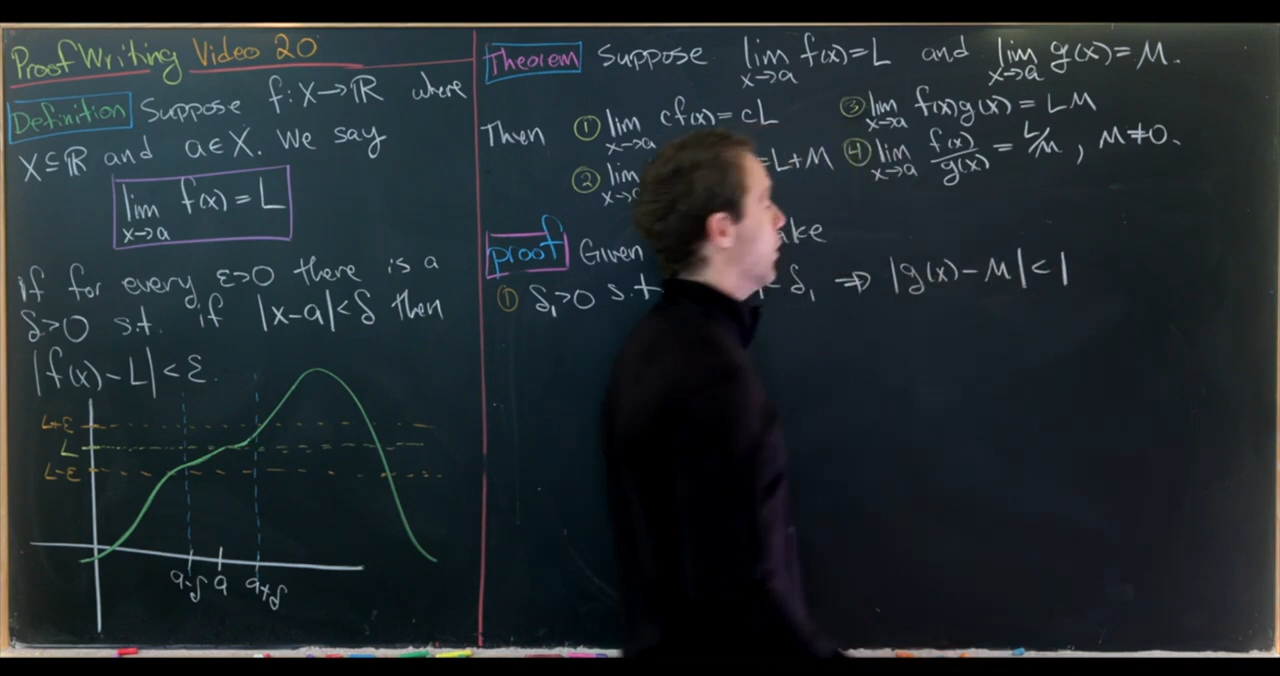 Proof Writing Video 20
Definition Suppose f: X→ℝ where
X⊆ℝ and a∈X. We say
lim f(x) = L
x→a
if for every ε>0 there is a
δ>0 s.t. if |x-a|<δ then
|f(x)-L|<ε.
L+ε
L
L-ε
a-δ a a+δ
Theorem Suppose lim f(x)=L and lim g(x)=M.
x→a x→a
Then ① lim cf(x)=cL
x→a
② lim =L+M
x→a
③ lim f(x)g(x) = LM
x→a
④ lim f(x)/g(x) = L/M, M≠0.
x→a
proof Given
① δ₁>0 s.t. δ₁ ⇒ |g(x)-M|<1